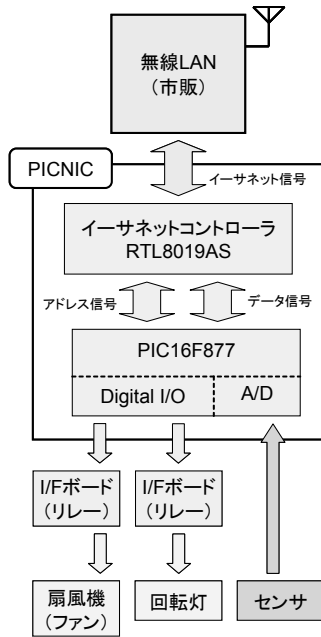 無線LAN
（市販）
PICNIC
イーサネット信号
イーサネットコントローラ
RTL8019AS
アドレス信号
データ信号
PIC16F877
Digital I/O
A/D
I/Fボード
（リレー）
I/Fボード
（リレー）
扇風機
（ファン）
回転灯
センサ